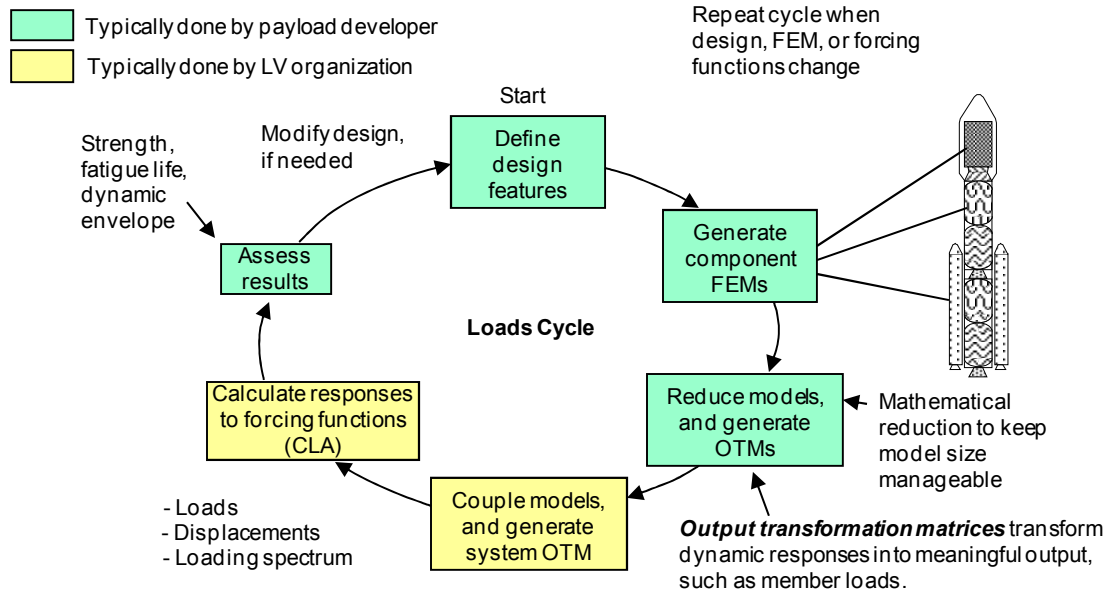 Typically done by payload developer
Typically done by LV organization
Repeat cycle when
design, FEM, or forcing
functions change
Start
Define
design
features
Modify design,
if needed
Strength,
fatigue life,
dynamic
envelope
Generate
component
FEMs
Assess
results
Loads Cycle
Calculate responses
to forcing functions
(CLA)
Reduce models,
and generate
OTMs
Mathematical
reduction to keep
model size
manageable
Couple models,
and generate
system OTM
- Loads
- Displacements
- Loading spectrum
Output transformation matrices transform
dynamic responses in to meaningful output,
such as member loads.